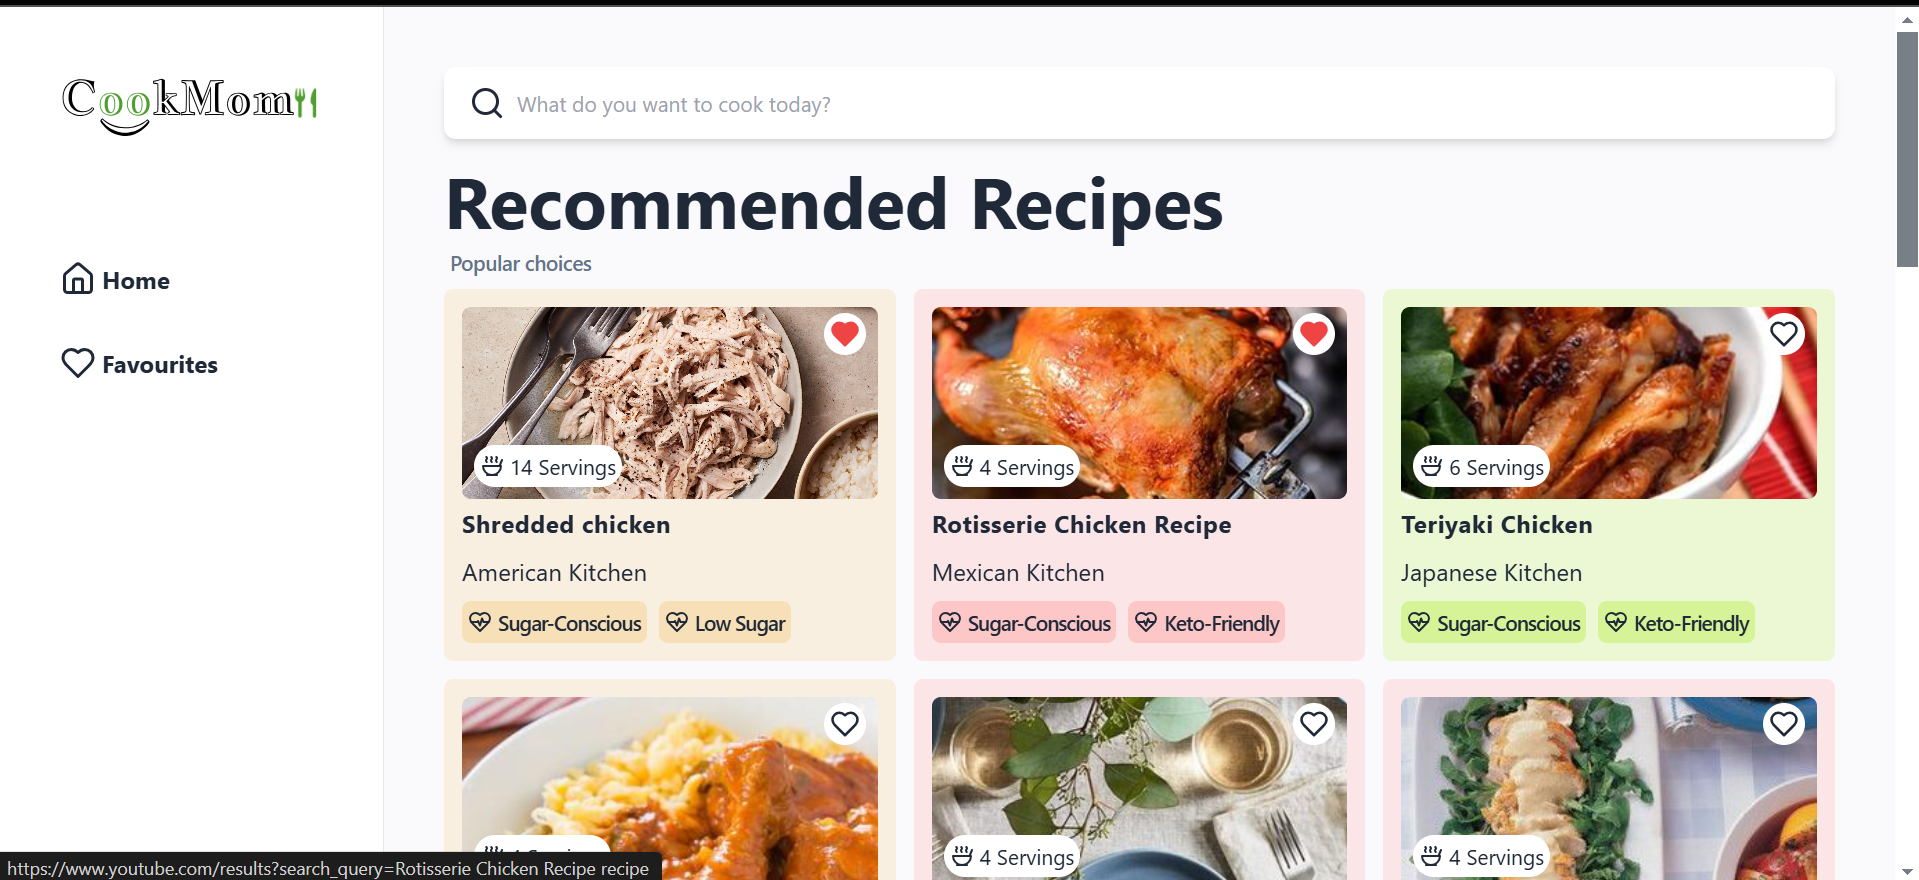 CookMom
What do you want to cook today?
Recommended Recipes
Home
Popular choices
Favourites
14 Servings
4 Servings
6 Servings
Shredded chicken
Rotisserie Chicken Recipe
Teriyaki Chicken
American Kitchen
Mexican Kitchen
Japanese Kitchen
Sugar-Conscious
Low Sugar
Sugar-Conscious
Keto-Friendly
Sugar-Conscious
Keto-Friendly
4 Servings
4 Servings
https://www.youtube.com/results?search_query=Rotisserie Chicken Recipe recipe